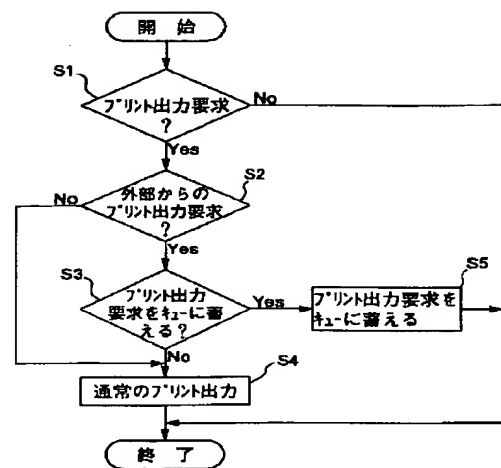 開 始
S1
プリント出力要求
?
No
Yes
S2
No
外部からの
プリント出力要求
?
Yes
S3
プリント出力
要求をキューに蓄
える?
Yes
S5
プリント出力要求を
キューに蓄える
No
S4
通常のプリント出力
終 了